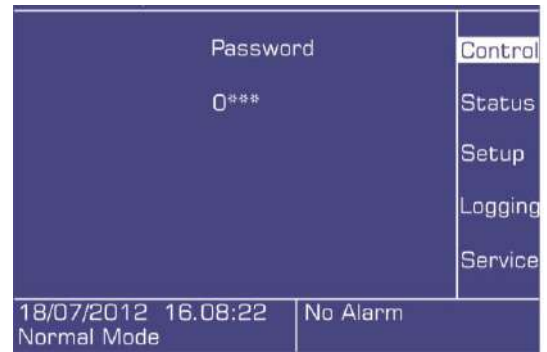 Password
0***
Control
Status
Setup
Logging
Service
18/07/2012 16.08:22
Normal Mode
No Alarm